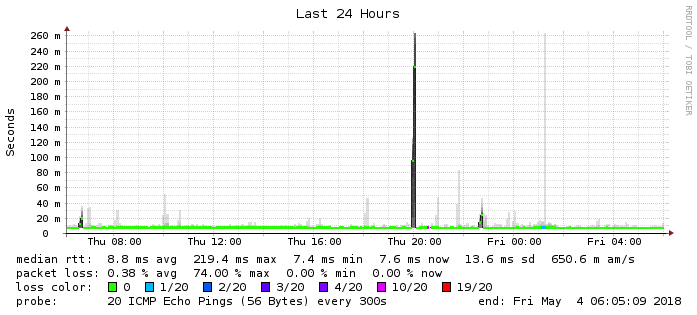 Last 24 Hours
RRDTOOL / TOBI OETIKER
Seconds
260 m
240 m
220 m
200 m
180 m
160 m
140 m
120 m
100 m
80 m
60 m
40 m
20 m
0
Thu 08:00 Thu 12:00 Thu 16:00 Thu 20:00 Fri 00:00 Fri 04:00
median rtt: 8.8 ms avg 219.4 ms max 7.4 ms min 7.6 ms now 13.6 ms sd 650.6 m am/s
packet loss: 0.38 % avg 74.00 % max 0.00 % min 0.00 % now
loss color: 0 1/20 2/20 3/20 4/20 10/20 19/20
probe: 20 ICMP Echo Pings (56 Bytes) every 300s end: Fri May 4 06:05:09 2018